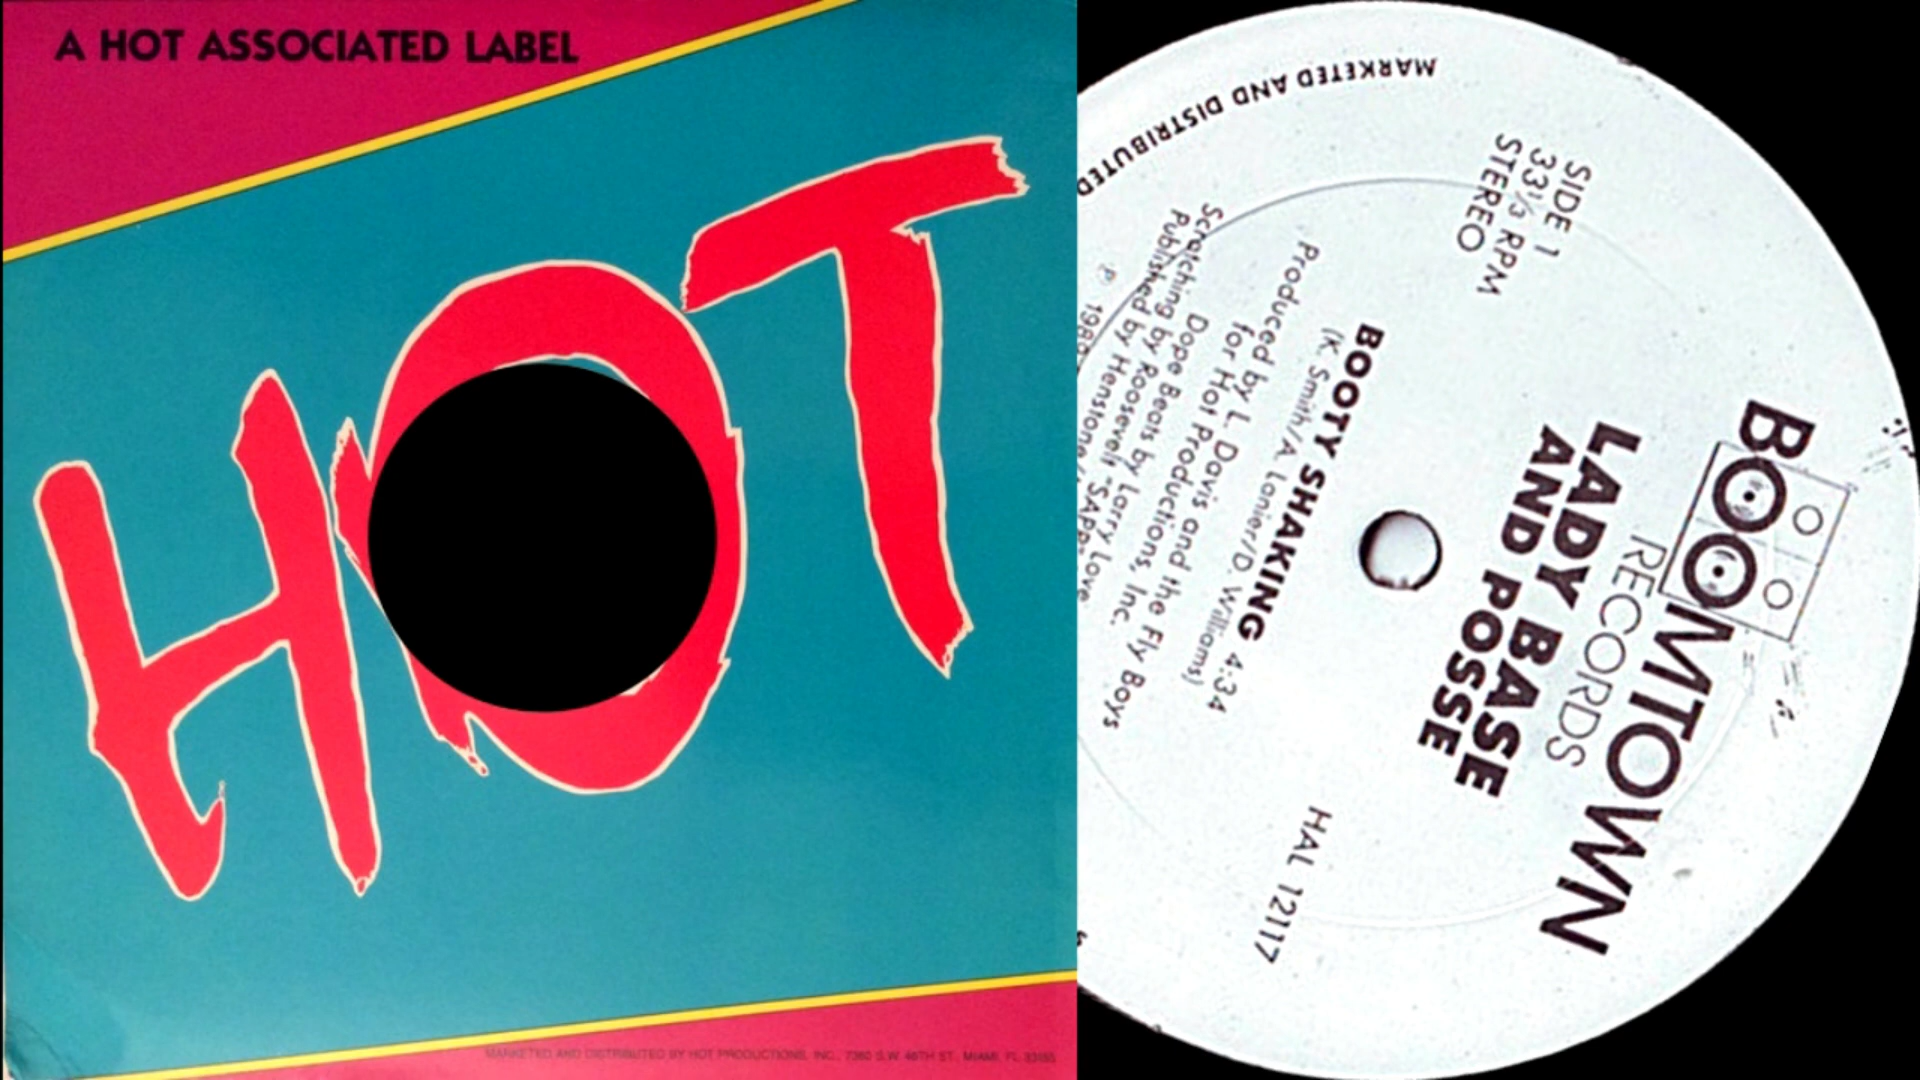 A HOT ASSOCIATED LABEL
HOT
MARKETED AND DISTRIBUTED BY HOT PRODUCTIONS, INC., 7360 S.W. 48TH ST., MIAMI, FL 33155
BOOMTOWN
RECORDS
LADY BASE
AND POSSE
SIDE 1
33⅓ RPM
STEREO
HAL 12117
BOOTY SHAKING 4:34
(K. Smith/A. Lanier/D. Williams)
Produced by L. Davis and the Fly Boys
for Hot Productions, Inc.
Dope Beats by Larry Love
Scratching by Roosevelt "SAPP"
Published by Henstone
℗
MARKETED AND DISTRIBUTED